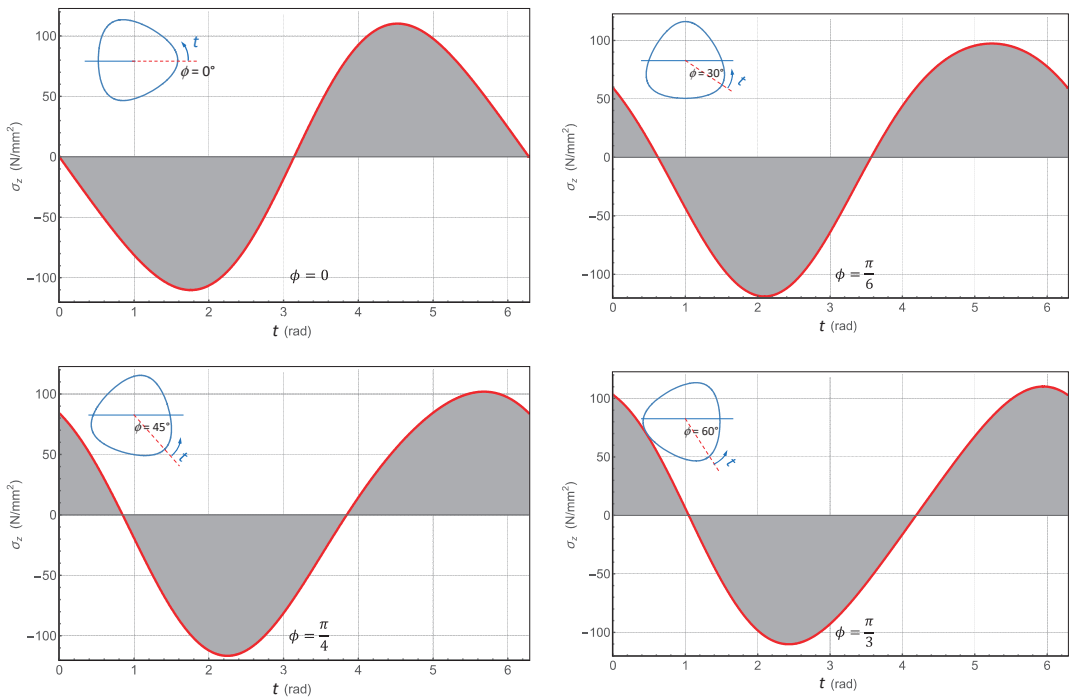 100
50
0
−50
−100
σz (N/mm²)
t
ϕ = 0°
ϕ = 0
0 1 2 3 4 5 6
t (rad)
100
50
0
−50
−100
σz (N/mm²)
ϕ = 30°
t
ϕ = π/6
0 1 2 3 4 5 6
t (rad)
100
50
0
−50
−100
σz (N/mm²)
ϕ = 45°
t
ϕ = π/4
0 1 2 3 4 5 6
t (rad)
100
50
0
−50
−100
σz (N/mm²)
ϕ = 60°
t
ϕ = π/3
0 1 2 3 4 5 6
t (rad)